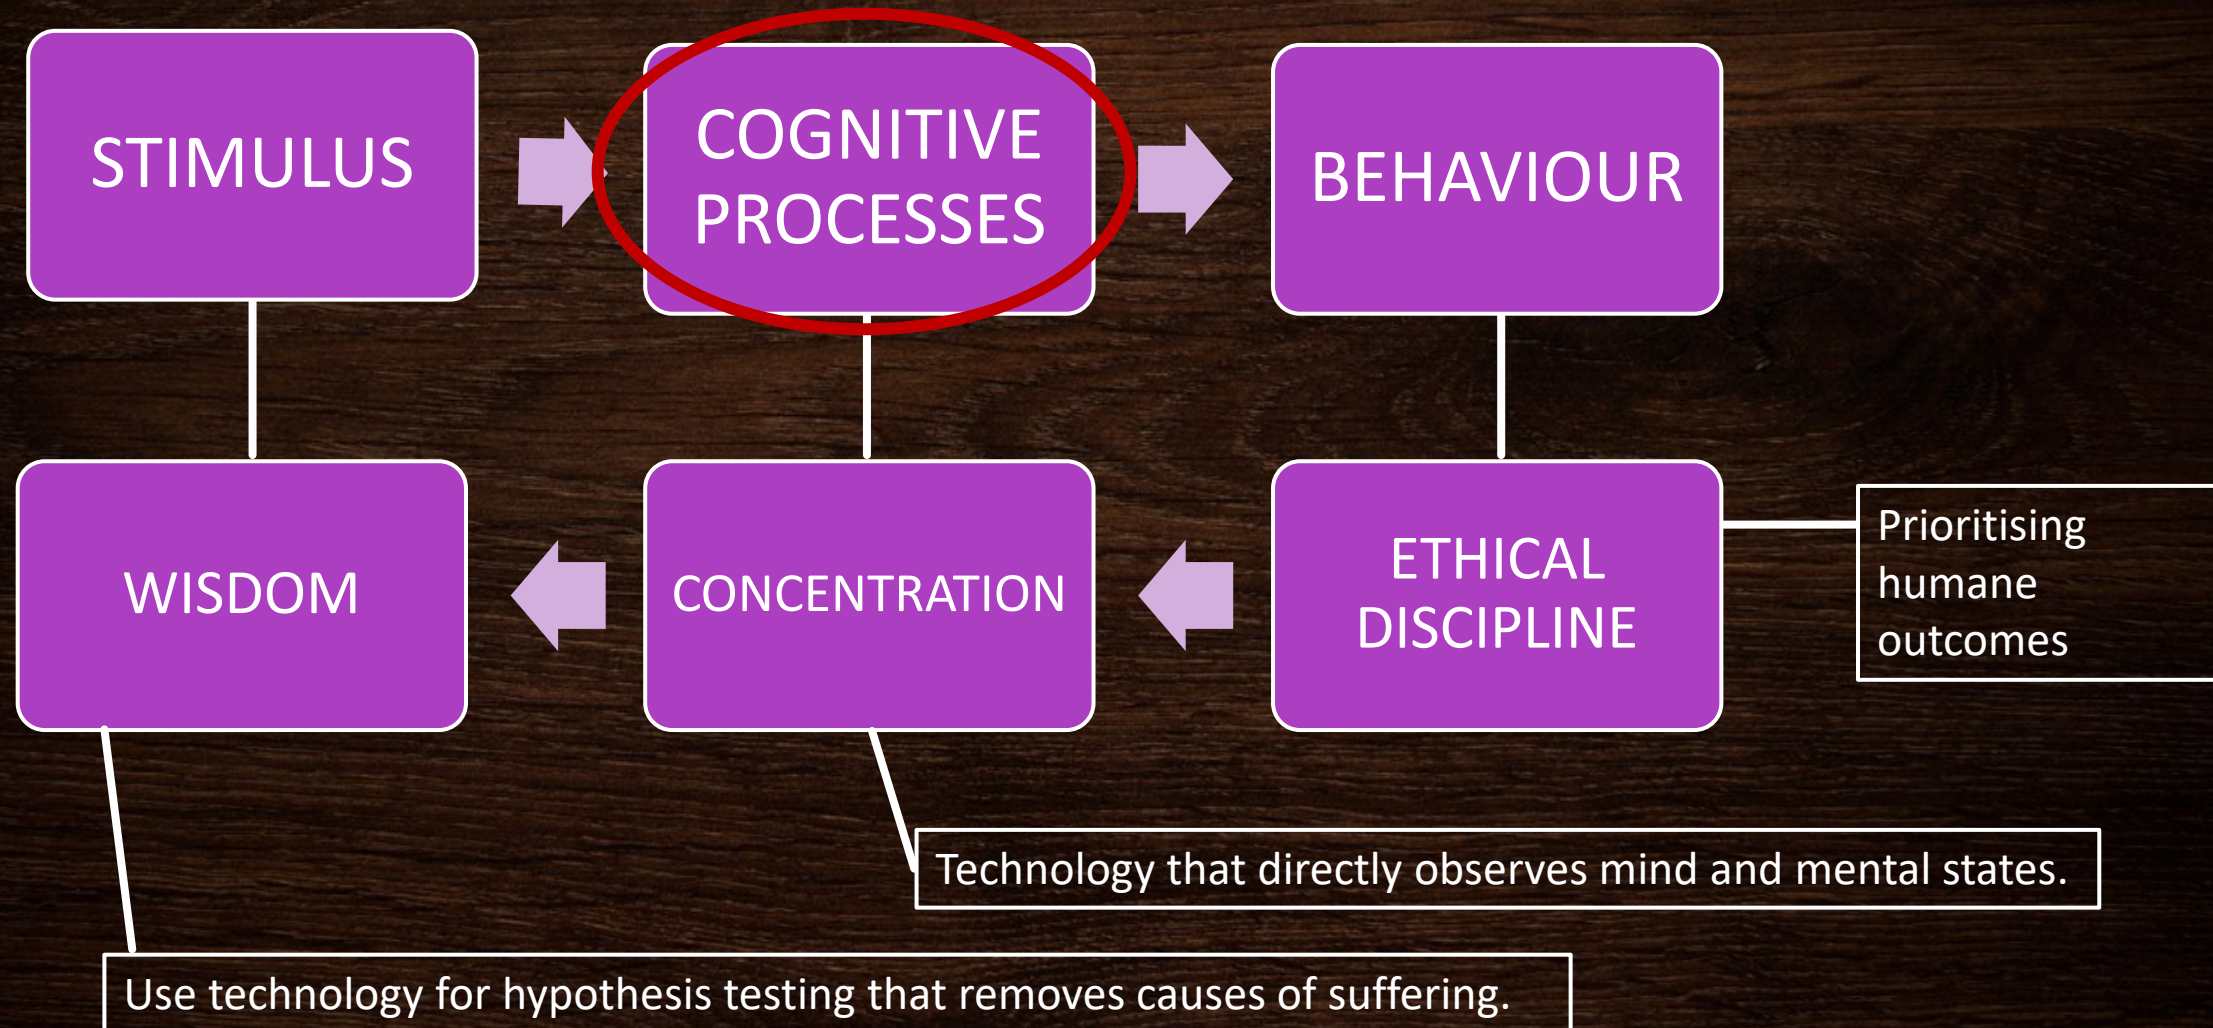 STIMULUS
COGNITIVE
PROCESSES
BEHAVIOUR
WISDOM
CONCENTRATION
ETHICAL
DISCIPLINE
Prioritising
humane
outcomes
Technology that directly observes mind and mental states.
Use technology for hypothesis testing that removes causes of suffering.